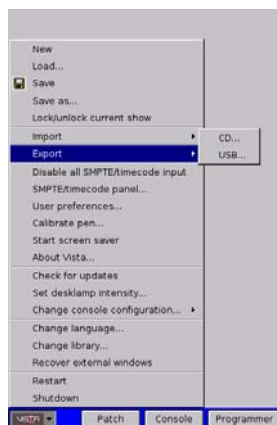 New
Load...
Save
Save as...
Lock/unlock current show
Import
CD...
Export
USB...
Disable all SMPTE/timecode input
SMPTE/timecode panel...
User preferences...
Calibrate pen...
Start screen saver
About Vista...
Check for updates
Set desklamp intensity...
Change console configuration...
Change language...
Change library...
Recover external windows
Restart
Shutdown
VISTA
Patch
Console
Programmer